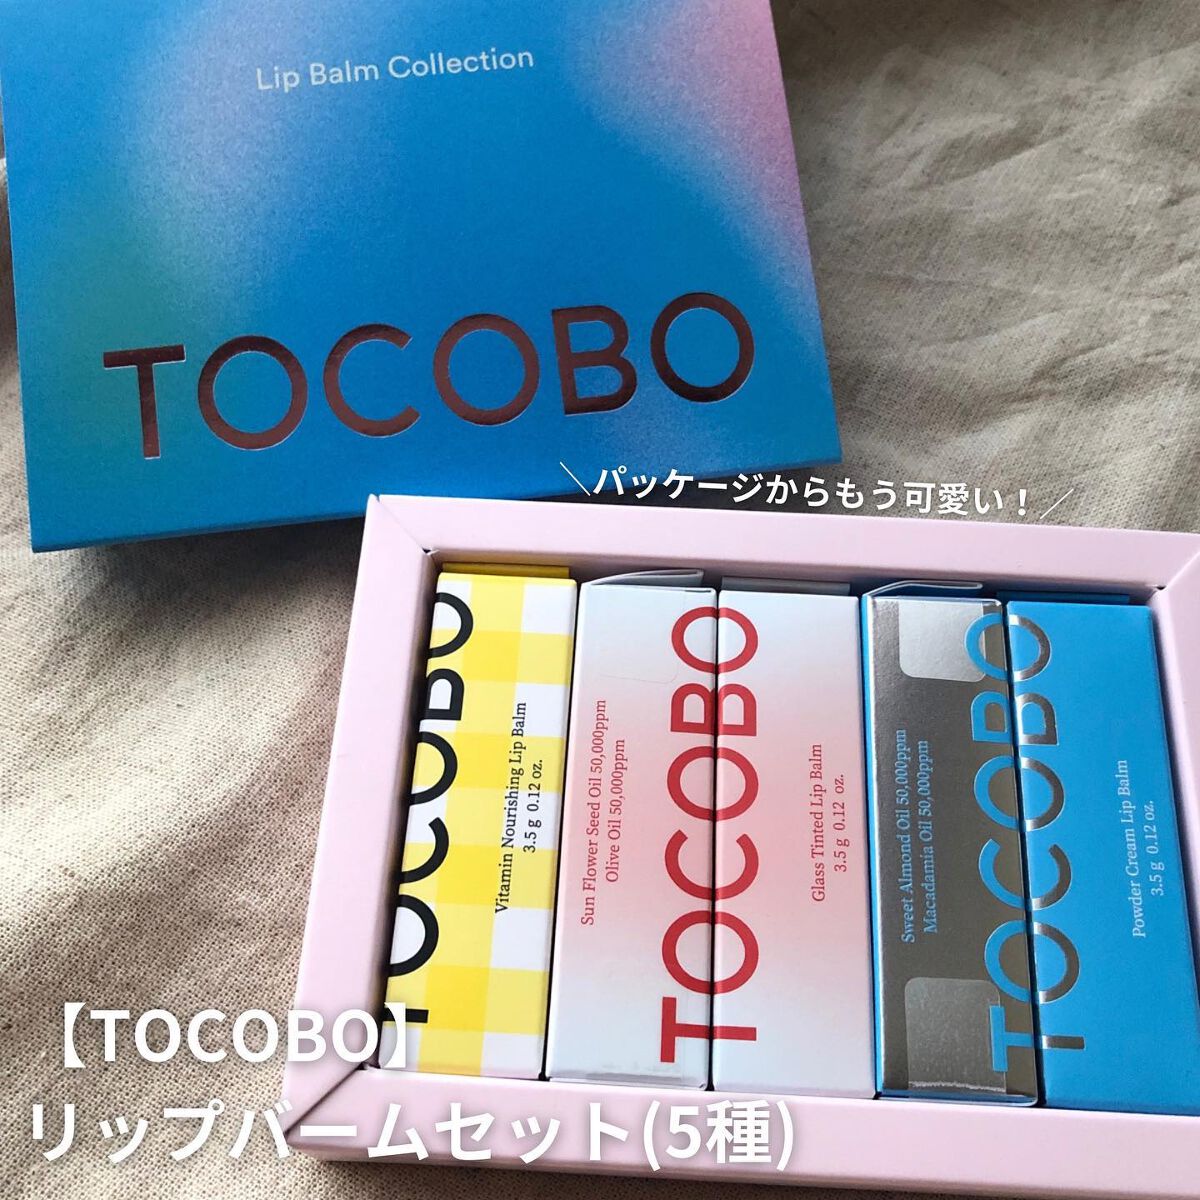 Lip Balm Collection
TOCOBO
＼パッケージからもう可愛い！／
TOCOBO
Vitamin Nourishing Lip Balm
3.5 g 0.12 oz.
Sun Flower Seed Oil 50,000ppm
Olive Oil 50,000ppm
TOCOBO
Glass Tinted Lip Balm
3.5 g 0.12 oz.
Sweet Almond Oil 50,000ppm
Macadamia Oil 50,000ppm
TOCOBO
Powder Cream Lip Balm
3.5 g 0.12 oz.
【TOCOBO】
リップバームセット(5種)